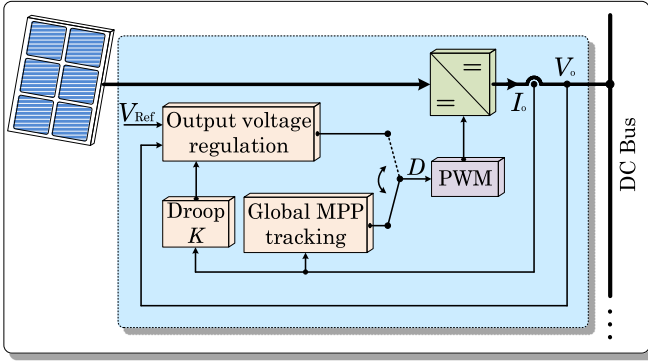 V_o
I_o
V_Ref
Output voltage
regulation
D
PWM
Droop
K
Global MPP
tracking
DC Bus